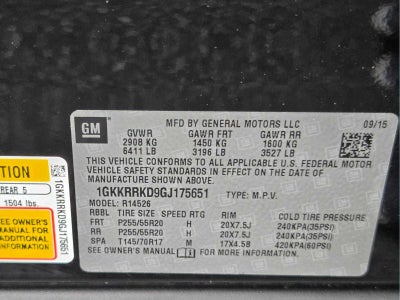 GM
MFD BY GENERAL MOTORS LLC 09/15
GVWR GAWR FRT GAWR RR
2908 KG 1450 KG 1600 KG
6411 LB 3196 LB 3527 LB
THIS VEHICLE CONFORMS TO ALL APPLICABLE U.S. FEDERAL MOTOR
VEHICLE SAFETY STANDARDS IN EFFECT ON THE DATE OF
MANUFACTURE SHOWN ABOVE.
1GKKRRKD9GJ175651 TYPE: M.P.V.
MODEL: R14526
RBBL TIRE SIZE SPEED RTG RIM COLD TIRE PRESSURE
FRT P255/55R20 H 20X7.5J 240KPA(35PSI)
RR P255/55R20 H 20X7.5J 240KPA(35PSI)
SPA T145/70R17 M 17X4.5B 420KPA(60PSI)
SEE OWNER'S MANUAL FOR MORE INFORMATION.
TION
REAR 5
1504 lbs.
SEE OWNER'S
MANUAL FOR
1GKKRRKD9GJ175651